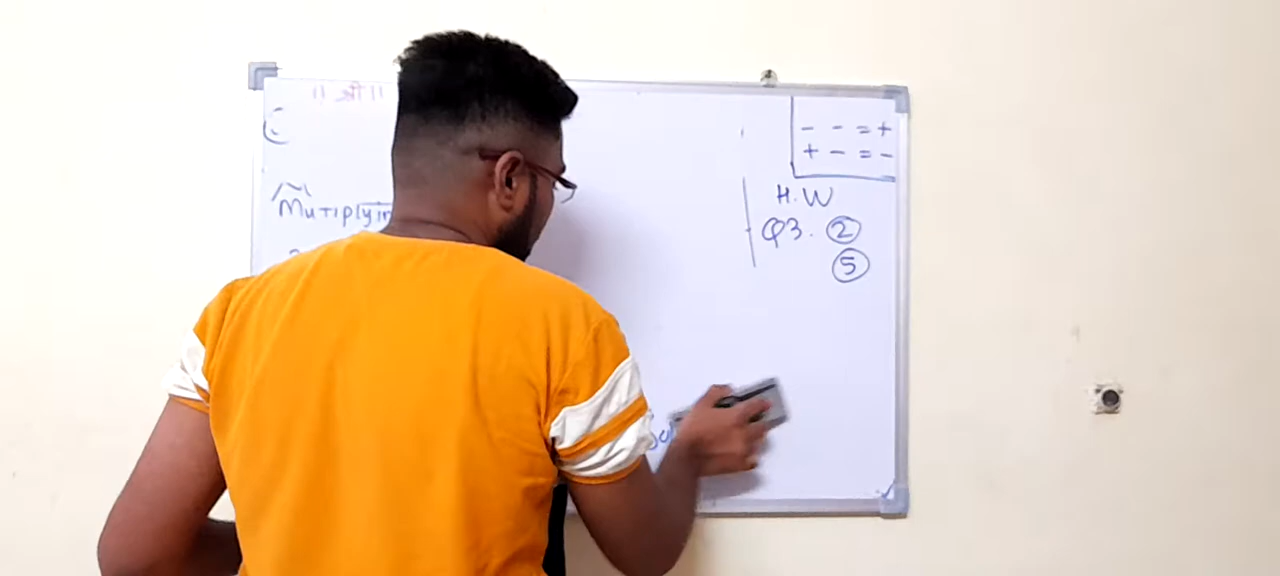 ॥ श्री ॥
- - = +
+ - = -
H.W
Mutiplyin
Q3. ②
⑤